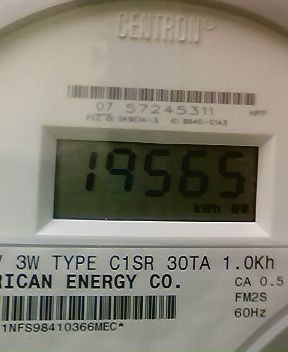 CENTRON®
07 57245311
19565
kWh
V 3W TYPE C1SR 30TA 1.0Kh
RICAN ENERGY CO.
CA 0.5
FM2S
60Hz
1NFS98410366MEC*